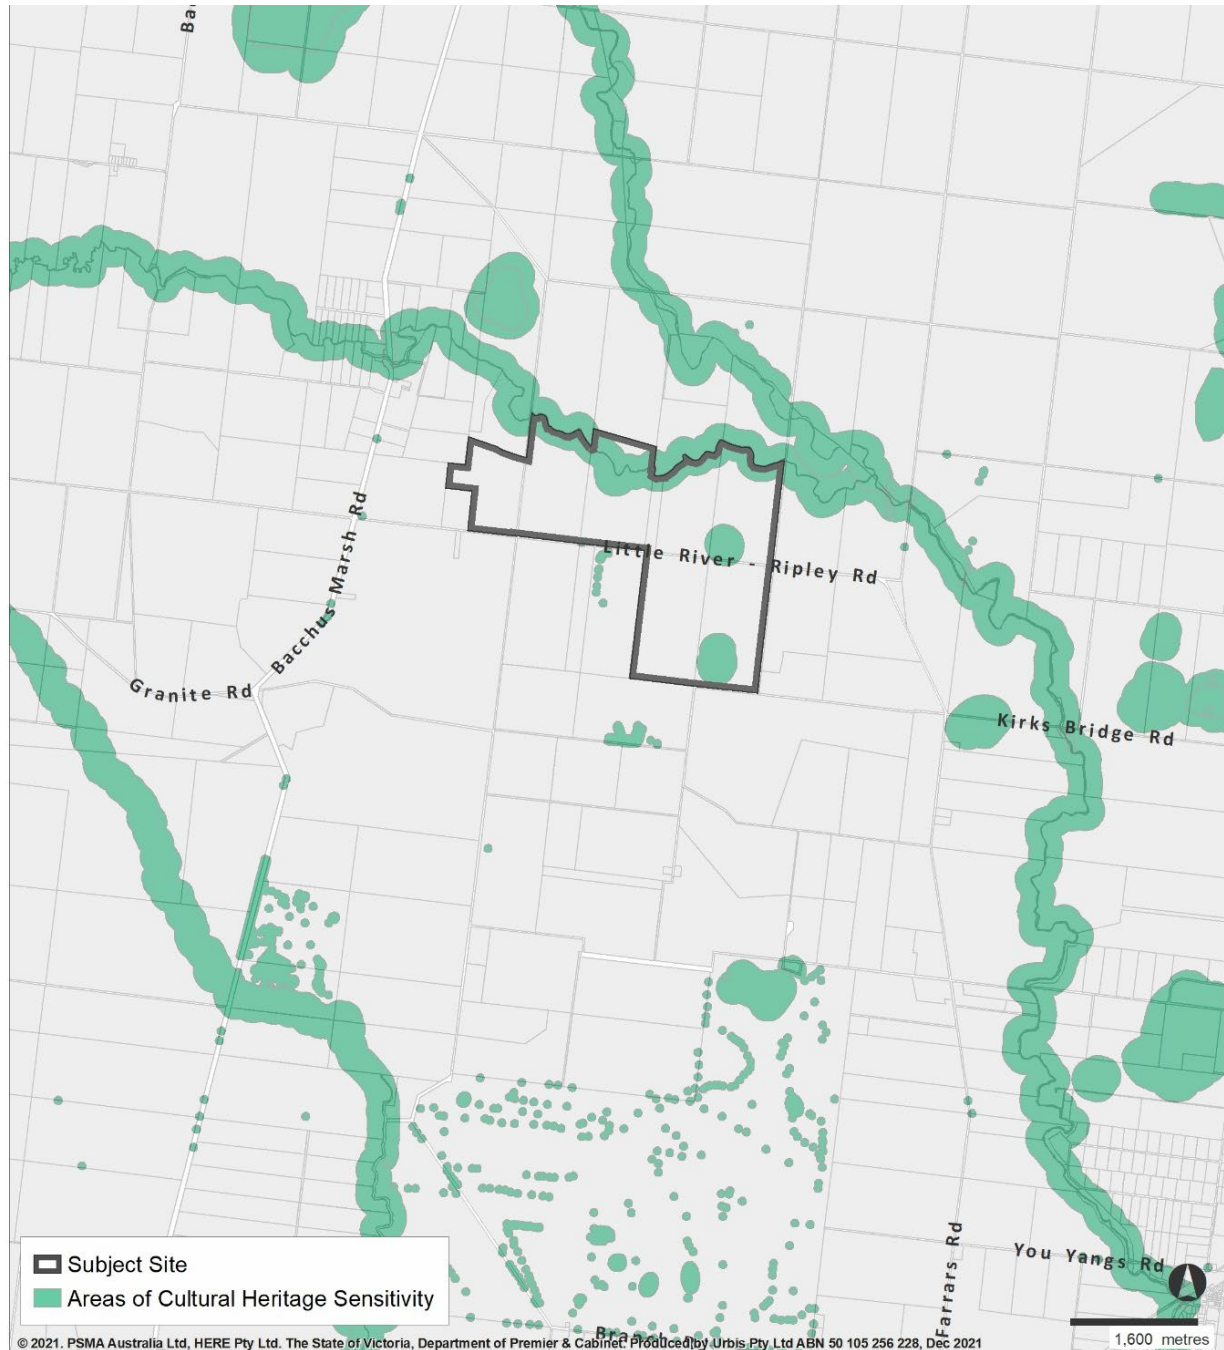 Ba
Bacchus Marsh Rd
Little River - Ripley Rd
Granite Rd
Kirks Bridge Rd
Farrars Rd
You Yangs Rd
Subject Site
Areas of Cultural Heritage Sensitivity
Branch
1,600 metres
© 2021. PSMA Australia Ltd, HERE Pty Ltd. The State of Victoria, Department of Premier & Cabinet. Produced by Urbis Pty Ltd ABN 50 105 256 228, Dec 2021